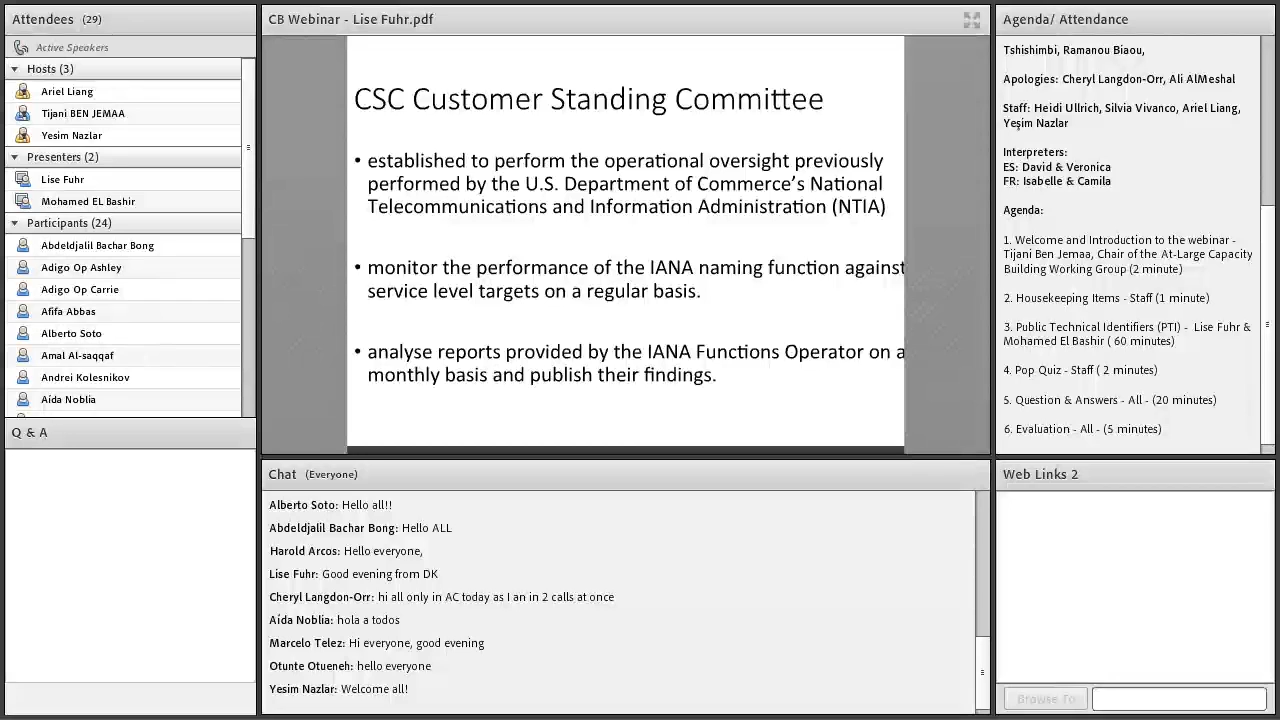 Attendees (29)
Active Speakers
Hosts (3)
Ariel Liang
Tijani BEN JEMAA
Yesim Nazlar
Presenters (2)
Lise Fuhr
Mohamed EL Bashir
Participants (24)
Abdeldjalil Bachar Bong
Adigo Op Ashley
Adigo Op Carrie
Afifa Abbas
Alberto Soto
Amal Al-saqqaf
Andrei Kolesnikov
Aída Noblia
Q & A
CB Webinar - Lise Fuhr.pdf
CSC Customer Standing Committee
• established to perform the operational oversight previously
performed by the U.S. Department of Commerce's National
Telecommunications and Information Administration (NTIA)
• monitor the performance of the IANA naming function against
service level targets on a regular basis.
• analyse reports provided by the IANA Functions Operator on a
monthly basis and publish their findings.
Chat (Everyone)
Alberto Soto: Hello all!!
Abdeldjalil Bachar Bong: Hello ALL
Harold Arcos: Hello everyone,
Lise Fuhr: Good evening from DK
Cheryl Langdon-Orr: hi all only in AC today as I an in 2 calls at once
Aída Noblia: hola a todos
Marcelo Telez: Hi everyone, good evening
Otunte Otueneh: hello everyone
Yesim Nazlar: Welcome all!
Agenda/ Attendance
Tshishimbi, Ramanou Biaou,
Apologies: Cheryl Langdon-Orr, Ali AlMeshal
Staff: Heidi Ullrich, Silvia Vivanco, Ariel Liang,
Yeşim Nazlar
Interpreters:
ES: David & Veronica
FR: Isabelle & Camila
Agenda:
1. Welcome and Introduction to the webinar -
Tijani Ben Jemaa, Chair of the At-Large Capacity
Building Working Group (2 minute)
2. Housekeeping Items - Staff (1 minute)
3. Public Technical Identifiers (PTI) - Lise Fuhr &
Mohamed El Bashir ( 60 minutes)
4. Pop Quiz - Staff ( 2 minutes)
5. Question & Answers - All - (20 minutes)
6. Evaluation - All - (5 minutes)
Web Links 2
Browse To